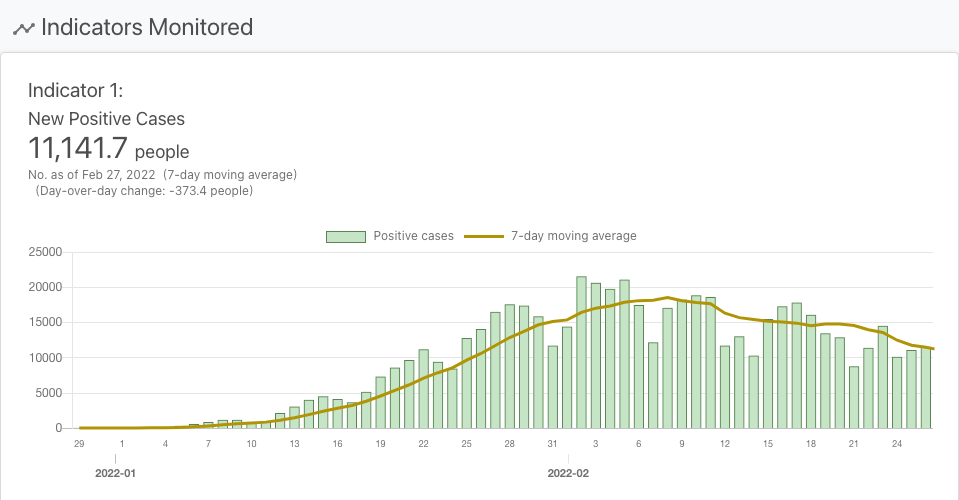 Indicators Monitored
Indicator 1:
New Positive Cases
11,141.7 people
No. as of Feb 27, 2022 (7-day moving average)
(Day-over-day change: -373.4 people)
Positive cases 7-day moving average
25000
20000
15000
10000
5000
0
29 1 4 7 10 13 16 19 22 25 28 31 3 6 9 12 15 18 21 24
2022-01 2022-02